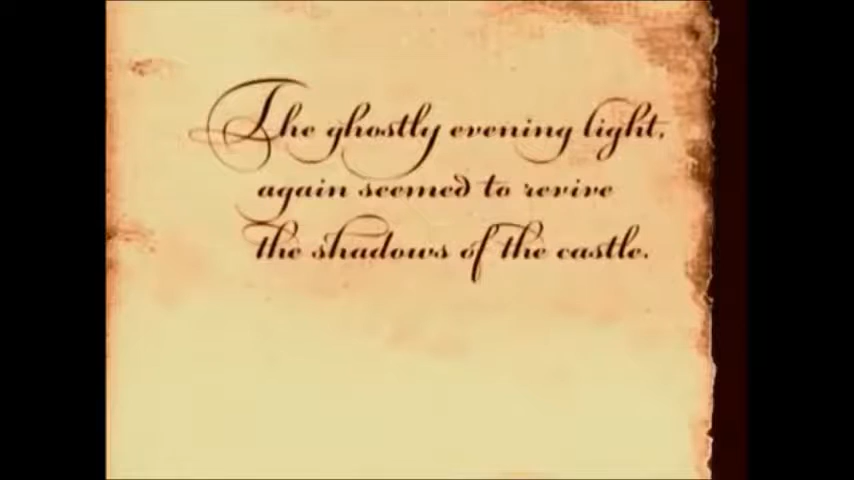 The ghostly evening light,
again seemed to revive
the shadows of the castle.